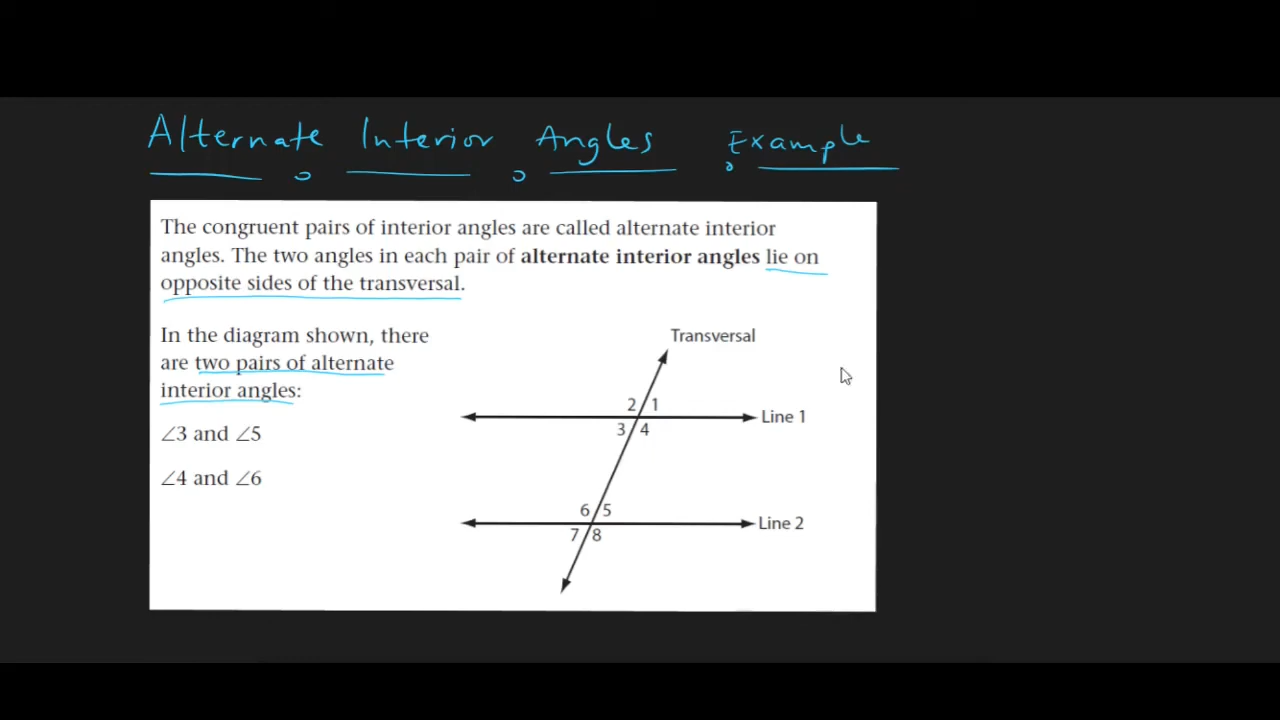 Alternate Interior Angles Example
The congruent pairs of interior angles are called alternate interior
angles. The two angles in each pair of alternate interior angles lie on
opposite sides of the transversal.
In the diagram shown, there
are two pairs of alternate
interior angles:
∠3 and ∠5
∠4 and ∠6
Transversal
2 1
Line 1
3 4
6 5
Line 2
7 8